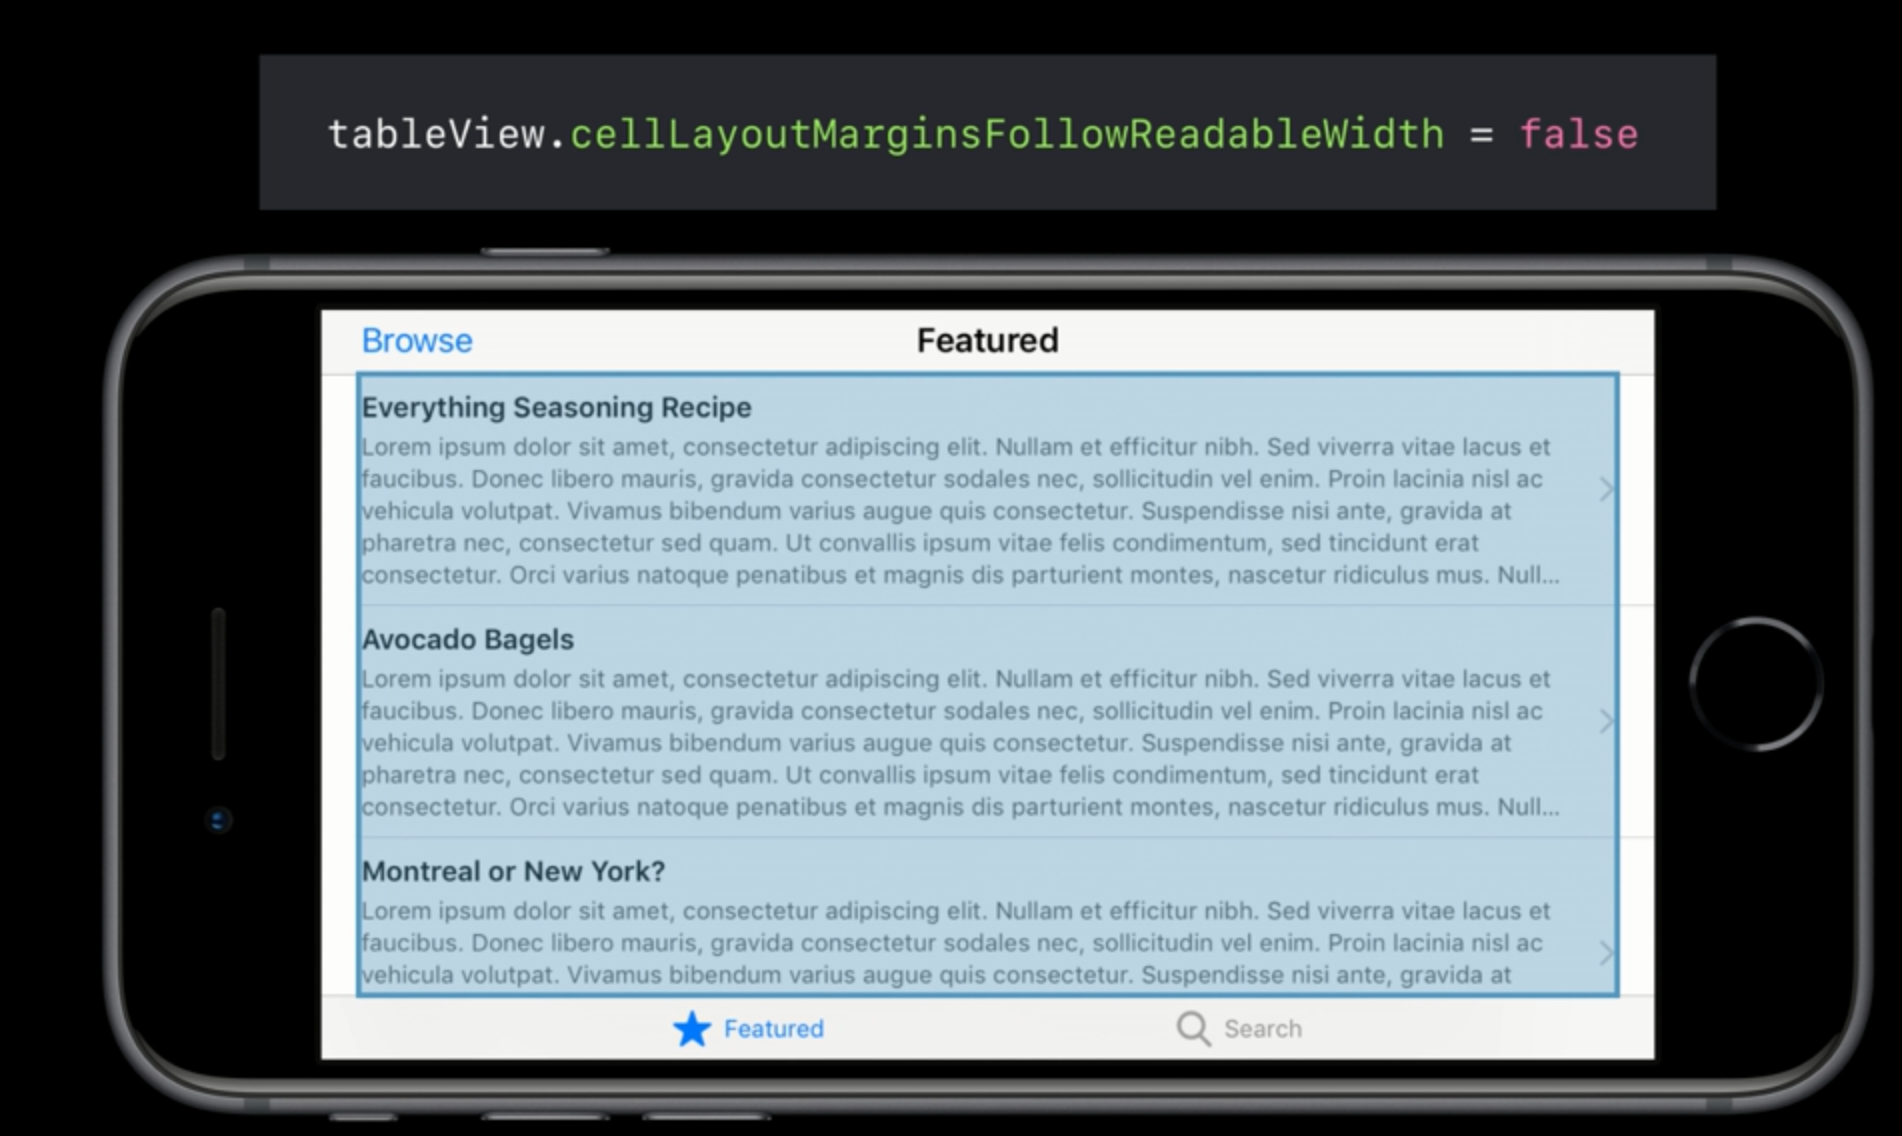 tableView.cellLayoutMarginsFollowReadableWidth = false
Browse
Featured
Everything Seasoning Recipe
Lorem ipsum dolor sit amet, consectetur adipiscing elit. Nullam et efficitur nibh. Sed viverra vitae lacus et
faucibus. Donec libero mauris, gravida consectetur sodales nec, sollicitudin vel enim. Proin lacinia nisl ac
vehicula volutpat. Vivamus bibendum varius augue quis consectetur. Suspendisse nisi ante, gravida at
pharetra nec, consectetur sed quam. Ut convallis ipsum vitae felis condimentum, sed tincidunt erat
consectetur. Orci varius natoque penatibus et magnis dis parturient montes, nascetur ridiculus mus. Null...
Avocado Bagels
Lorem ipsum dolor sit amet, consectetur adipiscing elit. Nullam et efficitur nibh. Sed viverra vitae lacus et
faucibus. Donec libero mauris, gravida consectetur sodales nec, sollicitudin vel enim. Proin lacinia nisl ac
vehicula volutpat. Vivamus bibendum varius augue quis consectetur. Suspendisse nisi ante, gravida at
pharetra nec, consectetur sed quam. Ut convallis ipsum vitae felis condimentum, sed tincidunt erat
consectetur. Orci varius natoque penatibus et magnis dis parturient montes, nascetur ridiculus mus. Null...
Montreal or New York?
Lorem ipsum dolor sit amet, consectetur adipiscing elit. Nullam et efficitur nibh. Sed viverra vitae lacus et
faucibus. Donec libero mauris, gravida consectetur sodales nec, sollicitudin vel enim. Proin lacinia nisl ac
vehicula volutpat. Vivamus bibendum varius augue quis consectetur. Suspendisse nisi ante, gravida at
Featured
Search